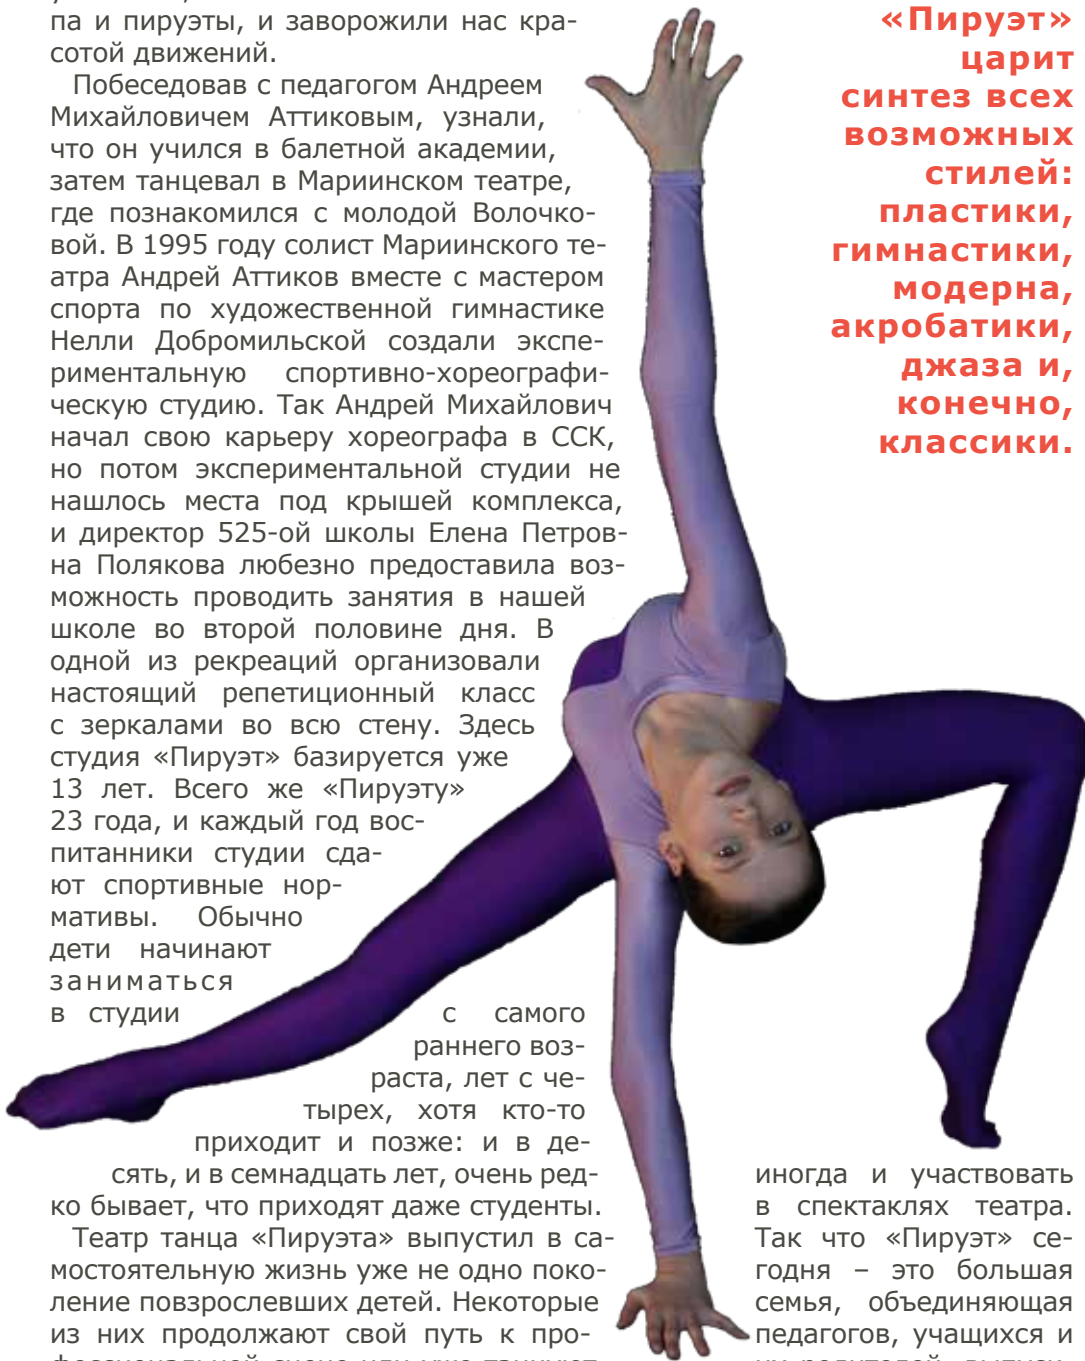 па и пируэты, и заворожили нас кра-
сотой движений.
Побеседовав с педагогом Андреем
Михайловичем Аттиковым, узнали,
что он учился в балетной академии,
затем танцевал в Мариинском театре,
где познакомился с молодой Волочко-
вой. В 1995 году солист Мариинского те-
атра Андрей Аттиков вместе с мастером
спорта по художественной гимнастике
Нелли Добромильской создали экспе-
риментальную спортивно-хореографи-
ческую студию. Так Андрей Михайлович
начал свою карьеру хореографа в ССК,
но потом экспериментальной студии не
нашлось места под крышей комплекса,
и директор 525-ой школы Елена Петров-
на Полякова любезно предоставила воз-
можность проводить занятия в нашей
школе во второй половине дня. В
одной из рекреаций организовали
настоящий репетиционный класс
с зеркалами во всю стену. Здесь
студия «Пируэт» базируется уже
13 лет. Всего же «Пируэту»
23 года, и каждый год вос-
питанники студии сда-
ют спортивные нор-
мативы. Обычно
дети начинают
заниматься
в студии с самого
раннего воз-
раста, лет с че-
тырех, хотя кто-то
приходит и позже: и в де-
сять, и в семнадцать лет, очень ред-
ко бывает, что приходят даже студенты.
Театр танца «Пируэта» выпустил в са-
мостоятельную жизнь уже не одно поко-
ление повзрослевших детей. Некоторые
из них продолжают свой путь к про-
«Пируэт»
царит
синтез всех
возможных
стилей:
пластики,
гимнастики,
модерна,
акробатики,
джаза и,
конечно,
классики.
иногда и участвовать
в спектаклях театра.
Так что «Пируэт» се-
годня – это большая
семья, объединяющая
педагогов, учащихся и